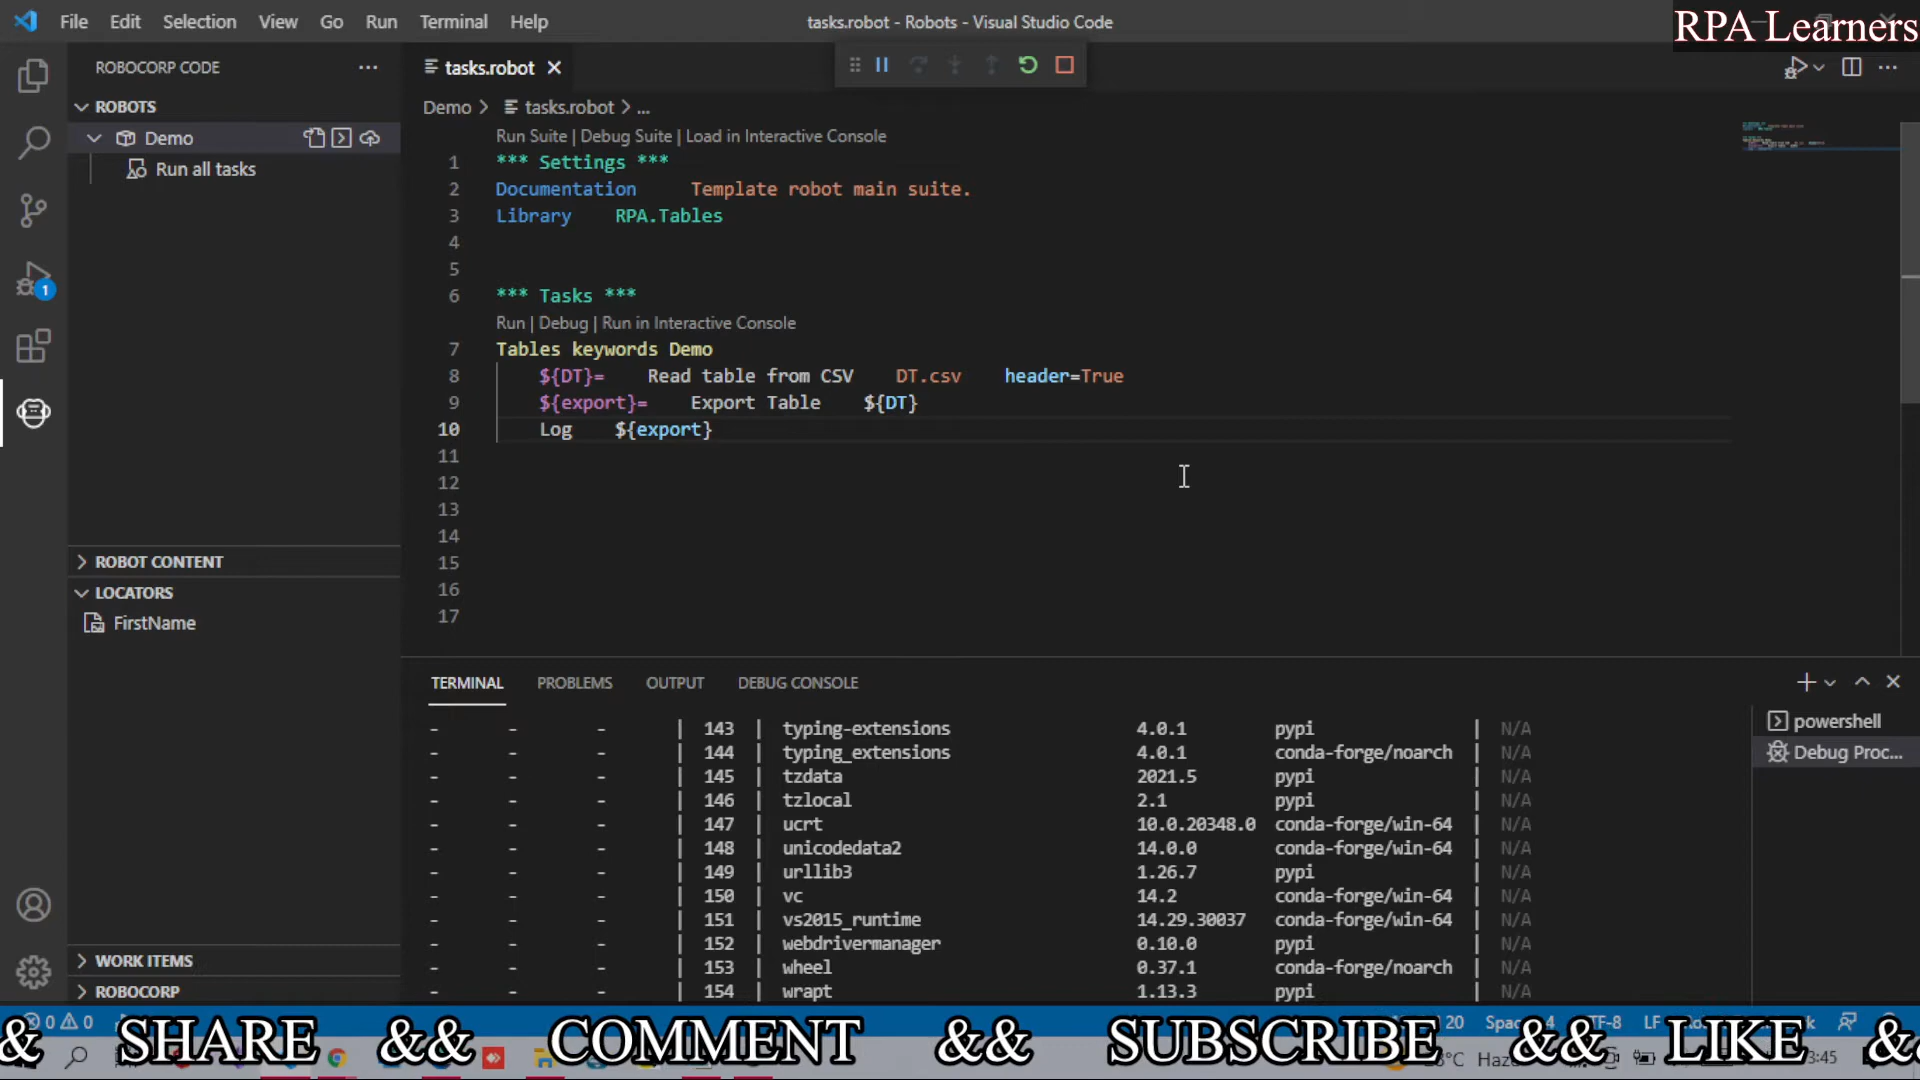 File Edit Selection View Go Run Terminal Help
tasks.robot - Robots - Visual Studio Code
RPA Learners
ROBOCORP CODE
tasks.robot
ROBOTS
Demo
Run all tasks
Demo > tasks.robot > ...
Run Suite | Debug Suite | Load in Interactive Console
1 *** Settings ***
2 Documentation Template robot main suite.
3 Library RPA.Tables
4
5
6 *** Tasks ***
Run | Debug | Run in Interactive Console
7 Tables keywords Demo
8 ${DT}= Read table from CSV DT.csv header=True
9 ${export}= Export Table ${DT}
10 Log ${export}
11
12
13
14
15
16
17
ROBOT CONTENT
LOCATORS
FirstName
WORK ITEMS
ROBOCORP
TERMINAL PROBLEMS OUTPUT DEBUG CONSOLE
powershell
Debug Proc...
- - - | 143 | typing-extensions 4.0.1 pypi | N/A
- - - | 144 | typing_extensions 4.0.1 conda-forge/noarch | N/A
- - - | 145 | tzdata 2021.5 pypi | N/A
- - - | 146 | tzlocal 2.1 pypi | N/A
- - - | 147 | ucrt 10.0.20348.0 conda-forge/win-64 | N/A
- - - | 148 | unicodedata2 14.0.0 conda-forge/win-64 | N/A
- - - | 149 | urllib3 1.26.7 pypi | N/A
- - - | 150 | vc 14.2 conda-forge/win-64 | N/A
- - - | 151 | vs2015_runtime 14.29.30037 conda-forge/win-64 | N/A
- - - | 152 | webdrivermanager 0.10.0 pypi | N/A
- - - | 153 | wheel 0.37.1 conda-forge/noarch | N/A
- - - | 154 | wrapt 1.13.3 pypi | N/A
0 0
LF
& SHARE && COMMENT && SUBSCRIBE && LIKE &&